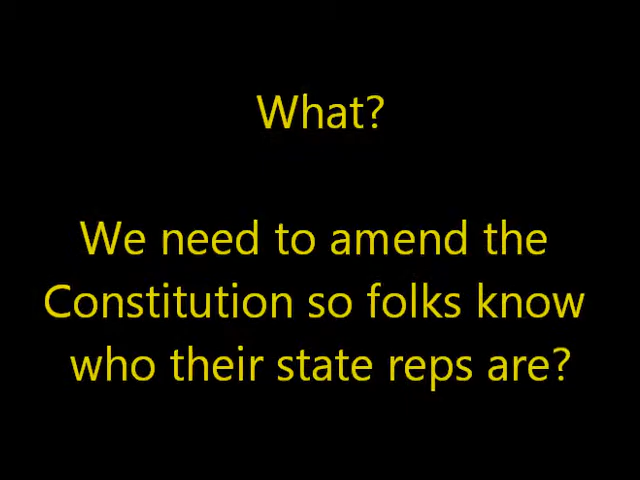 What?
We need to amend the
Constitution so folks know
who their state reps are?